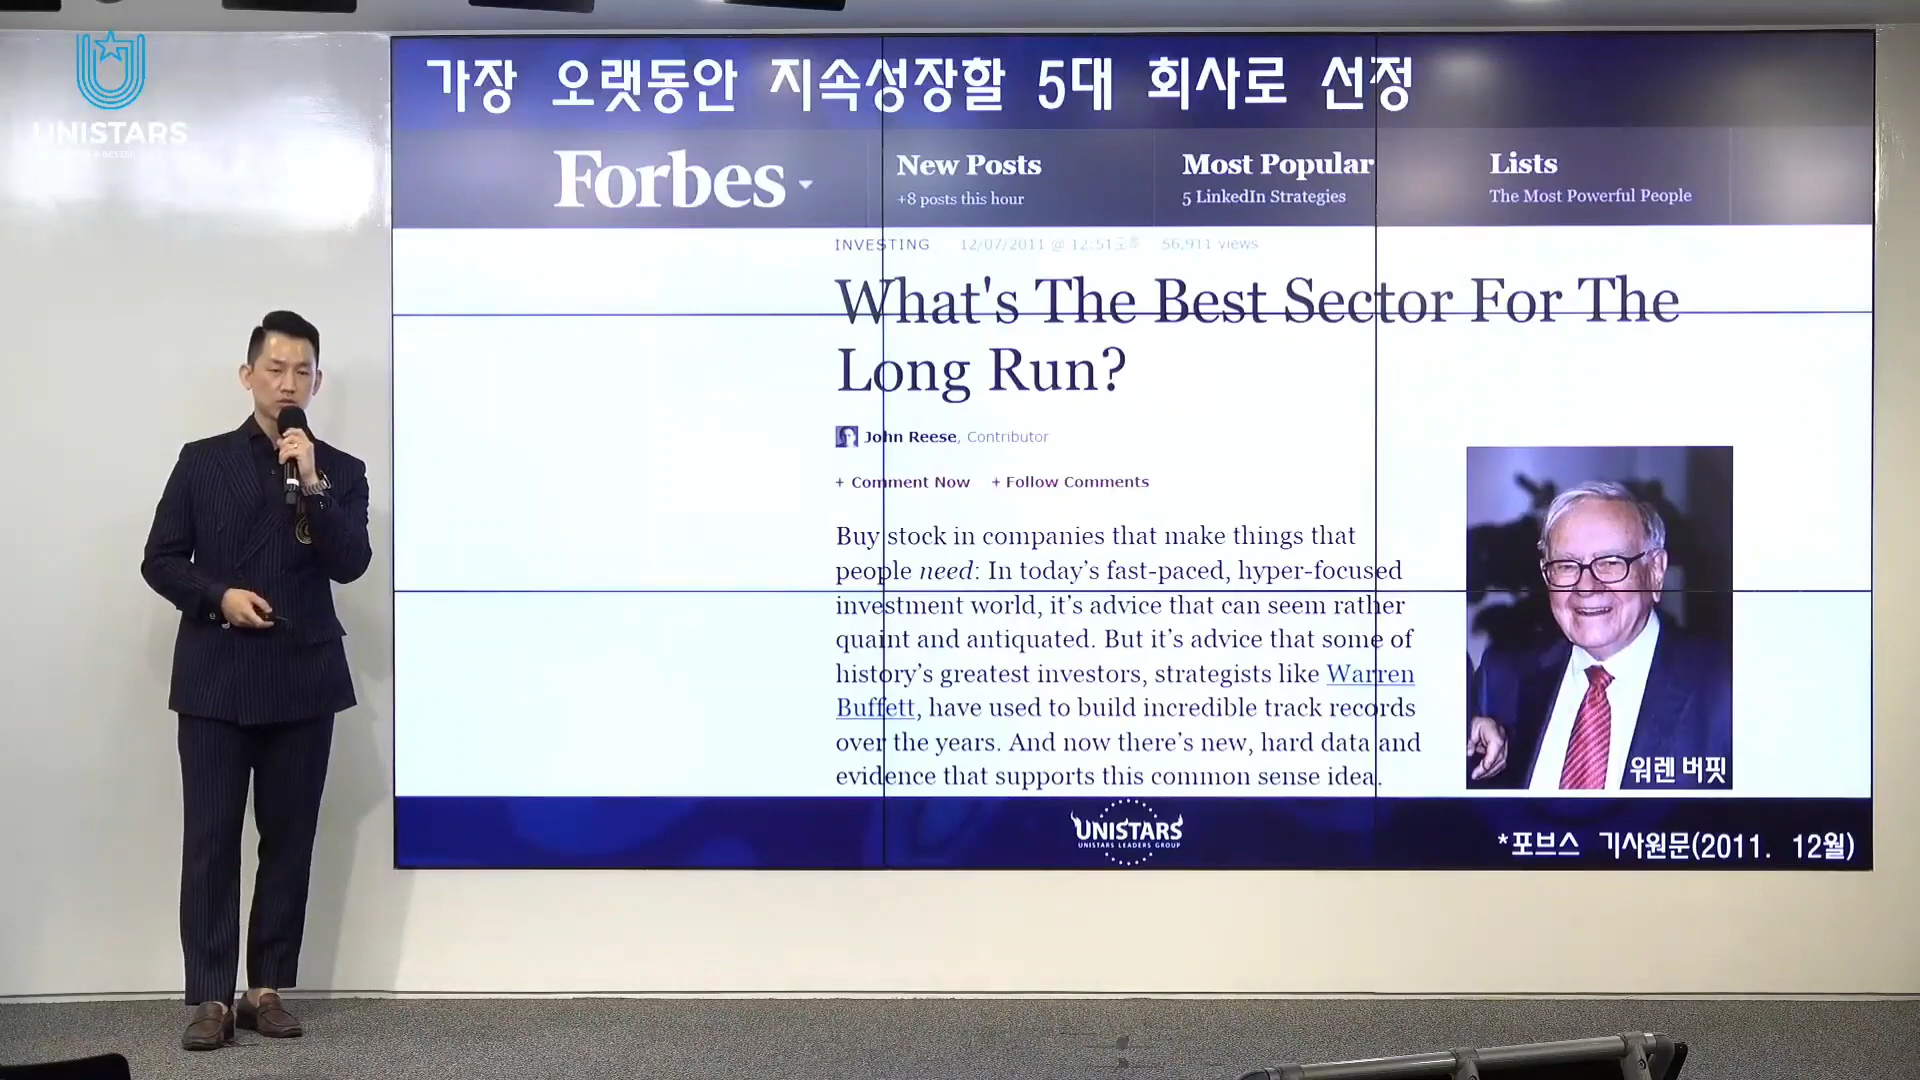 UNISTARS
가장 오랫동안 지속성장할 5대 회사로 선정
Forbes
New Posts
+8 posts this hour
Most Popular
5 LinkedIn Strategies
Lists
The Most Powerful People
INVESTING 12/07/2011 @ 12:51오후 56,911 views
What's The Best Sector For The
Long Run?
John Reese, Contributor
+ Comment Now + Follow Comments
Buy stock in companies that make things that
people need: In today’s fast-paced, hyper-focused
investment world, it’s advice that can seem rather
quaint and antiquated. But it’s advice that some of
history’s greatest investors, strategists like Warren
Buffett, have used to build incredible track records
over the years. And now there’s new, hard data and
evidence that supports this common sense idea.
워렌 버핏
UNISTARS
UNISTARS LEADERS GROUP
*포브스 기사원문(2011. 12월)